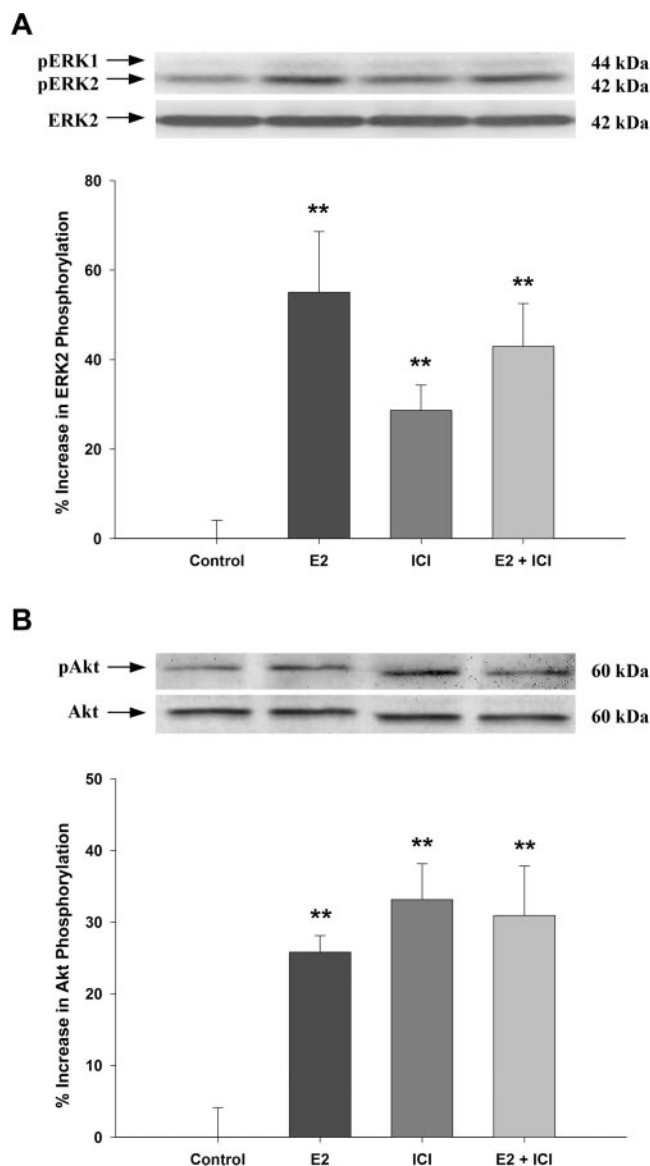 A
pERK1
44 kDa
pERK2
42 kDa
ERK2
42 kDa
80
60
40
20
0
% Increase in ERK2 Phosphorylation
**
**
**
Control E2 ICI E2 + ICI
B
pAkt
60 kDa
Akt
60 kDa
50
40
30
20
10
0
% Increase in Akt Phosphorylation
**
**
**
Control E2 ICI E2 + ICI